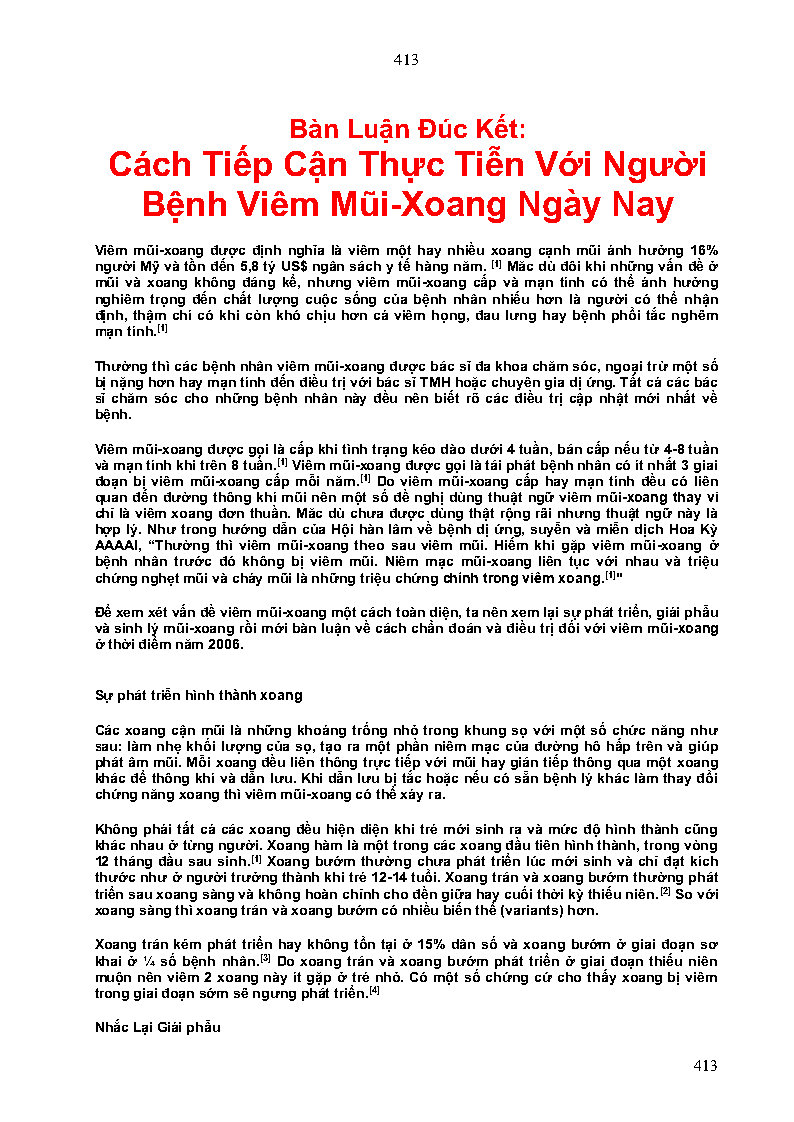 413
Bàn Luận Đúc Kết:
Cách Tiếp Cận Thực Tiễn Với Người
Bệnh Viêm Mũi-Xoang Ngày Nay
Viêm mũi-xoang được định nghĩa là viêm một hay nhiều xoang cạnh mũi ảnh hưởng 16%
người Mỹ và tồn đến 5,8 tỷ US$ ngân sách y tế hàng năm. [1] Măc dù đôi khi những vấn đề ở
mũi và xoang không đáng kể, nhưng viêm mũi-xoang cấp và mạn tính có thể ảnh hưởng
nghiêm trọng đến chất lượng cuộc sống của bệnh nhân nhiều hơn là người có thể nhận
định, thậm chí có khi còn khó chịu hơn cả viêm họng, đau lưng hay bệnh phổi tắc nghẽn
mạn tính.[1]
Thường thì các bệnh nhân viêm mũi-xoang được bác sĩ đa khoa chăm sóc, ngoại trừ một số
bị nặng hơn hay mạn tính đến điều trị với bác sĩ TMH hoặc chuyên gia dị ứng. Tất cả các bác
sĩ chăm sóc cho những bệnh nhân này đều nên biết rõ các điều trị cập nhật mới nhất về
bệnh.
Viêm mũi-xoang được gọi là cấp khi tình trạng kéo dào dưới 4 tuần, bán cấp nếu từ 4-8 tuần
và mạn tính khi trên 8 tuần.[1] Viêm mũi-xoang được gọi là tái phát bệnh nhân có ít nhất 3 giai
đoạn bị viêm mũi-xoang cấp mỗi năm.[1] Do viêm mũi-xoang cấp hay mạn tính đều có liên
quan đến đường thông khí mũi nên một số đề nghị dùng thuật ngữ viêm mũi-xoang thay vì
chỉ là viêm xoang đơn thuần. Măc dù chưa được dùng thật rộng rãi nhưng thuật ngữ này là
hợp lý. Như trong hướng dẫn của Hội hàn lâm về bệnh dị ứng, suyễn và miễn dịch Hoa Kỳ
AAAAI, “Thường thì viêm mũi-xoang theo sau viêm mũi. Hiếm khi gặp viêm mũi-xoang ở
bệnh nhân trước đó không bị viêm mũi. Niêm mạc mũi-xoang liên tục với nhau và triệu
chứng nghẹt mũi và chảy mũi là những triệu chứng chính trong viêm xoang.[1]"
Để xem xét vấn đề viêm mũi-xoang một cách toàn diện, ta nên xem lại sự phát triển, giải phẫu
và sinh lý mũi-xoang rồi mới bàn luận về cách chẩn đoán và điều trị đối với viêm mũi-xoang
ở thời điểm năm 2006.
Sự phát triển hình thành xoang
Các xoang cận mũi là những khoảng trống nhỏ trong khung sọ với một số chức năng như
sau: làm nhẹ khối lượng của sọ, tạo ra một phần niêm mạc của đường hô hấp trên và giúp
phát âm mũi. Mỗi xoang đều liên thông trực tiếp với mũi hay gián tiếp thông qua một xoang
khác để thông khí và dẫn lưu. Khi dẫn lưu bị tắc hoặc nếu có sẵn bệnh lý khác làm thay đổi
chứng năng xoang thì viêm mũi-xoang có thể xảy ra.
Không phải tất cả các xoang đều hiện diện khi trẻ mới sinh ra và mức độ hình thành cũng
khác nhau ở từng người. Xoang hàm là một trong các xoang đầu tiên hình thành, trong vòng
12 tháng đầu sau sinh.[1] Xoang bướm thường chưa phát triển lúc mới sinh và chỉ đạt kích
thước như ở người trưởng thành khi trẻ 12-14 tuổi. Xoang trán và xoang bướm thường phát
triển sau xoang sàng và không hoàn chỉnh cho đến giữa hay cuối thời kỳ thiếu niên.[2] So với
xoang sàng thì xoang trán và xoang bướm có nhiều biến thể (variants) hơn.
Xoang trán kém phát triển hay không tồn tại ở 15% dân số và xoang bướm ở giai đoạn sơ
khai ở ¼ số bệnh nhân.[3] Do xoang trán và xoang bướm phát triển ở giai đoạn thiếu niên
muộn nên viêm 2 xoang này ít gặp ở trẻ nhỏ. Có một số chứng cứ cho thấy xoang bị viêm
trong giai đoạn sớm sẽ ngưng phát triển.[4]
Nhắc Lại Giải phẫu
413